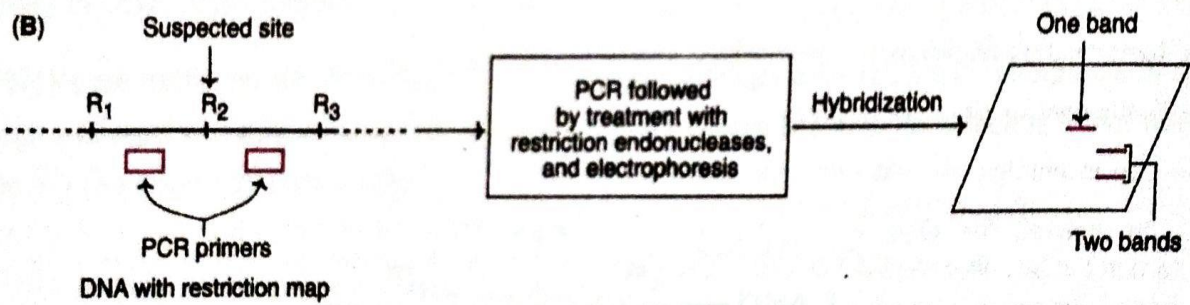 (B)
Suspected site
One band
R1 R2 R3
PCR followed
by treatment with
restriction endonucleases,
and electrophoresis
Hybridization
PCR primers
Two bands
DNA with restriction map